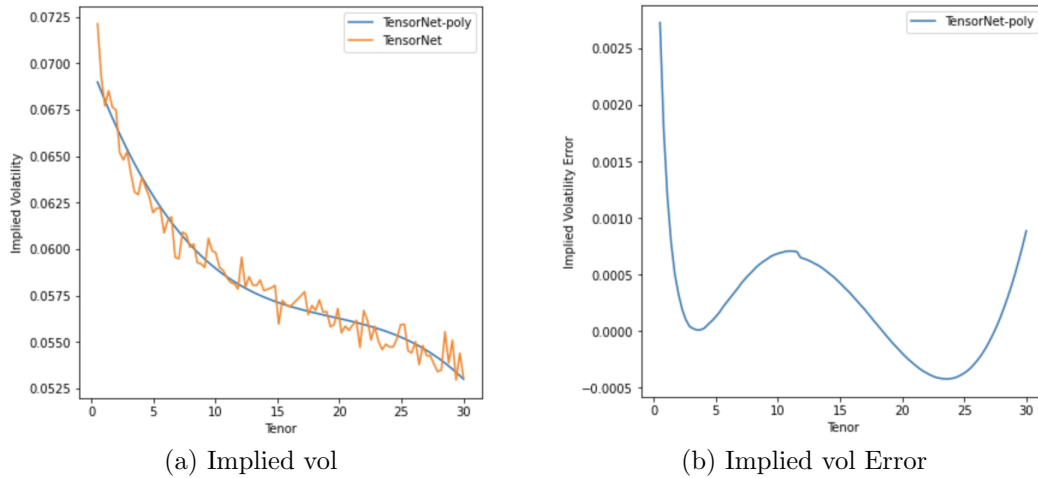 TensorNet-poly
TensorNet
0.0725
0.0700
0.0675
0.0650
0.0625
0.0600
0.0575
0.0550
0.0525
Implied Volatility
0 5 10 15 20 25 30
Tenor
(a) Implied vol
TensorNet-poly
0.0025
0.0020
0.0015
0.0010
0.0005
0.0000
−0.0005
Implied Volatility Error
0 5 10 15 20 25 30
Tenor
(b) Implied vol Error